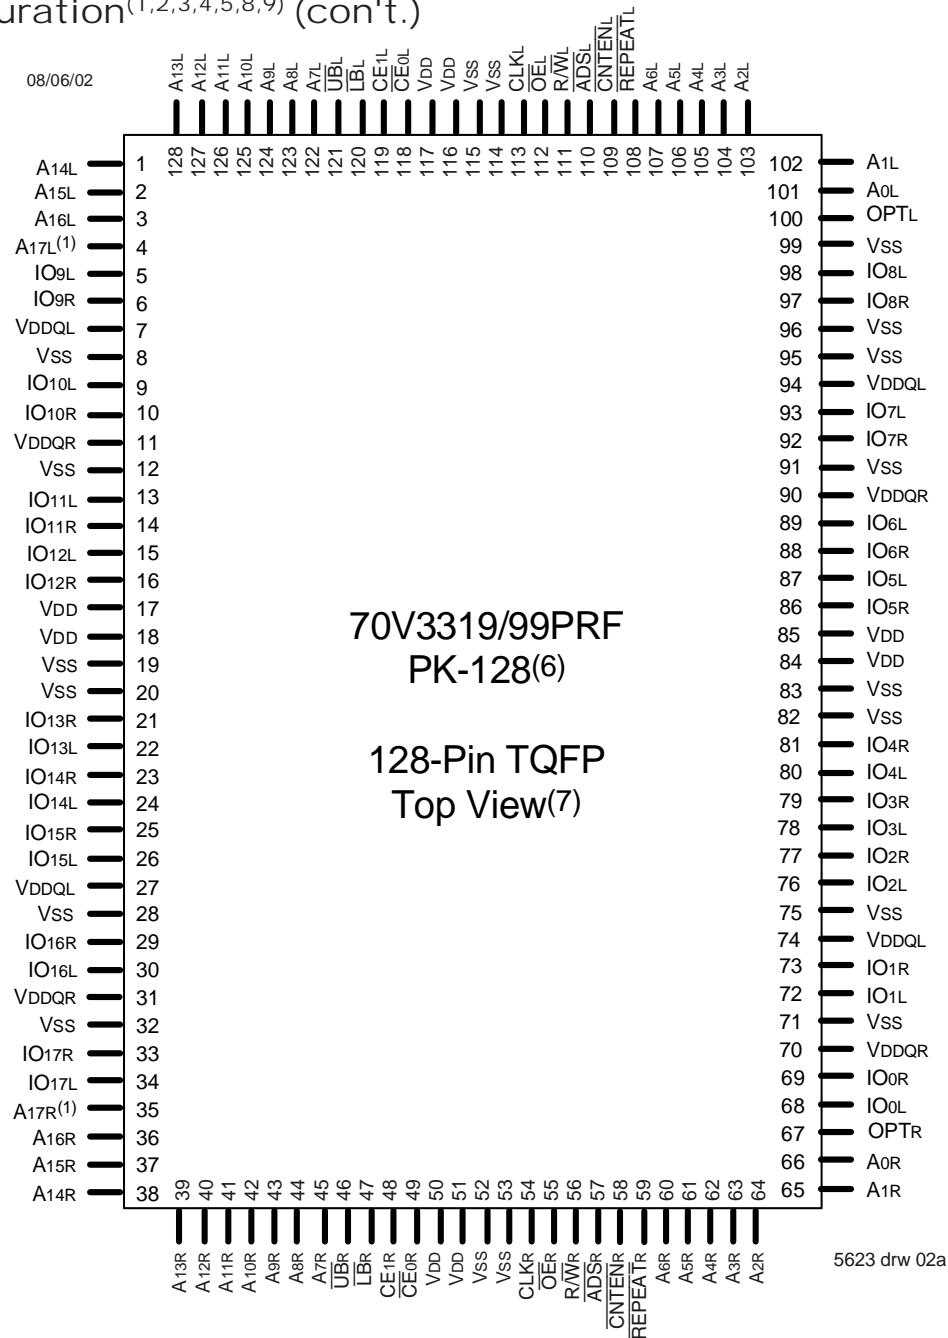 uration(1,2,3,4,5,8,9) (con't.)
08/06/02
A13L A12L A11L A10L A9L A8L A7L UBL LBL CE1L CE0L VDD VDD VSS VSS CLKL OEL R/WL ADSL CNTENL REPEATL A6L A5L A4L A3L A2L
128 127 126 125 124 123 122 121 120 119 118 117 116 115 114 113 112 111 110 109 108 107 106 105 104 103
A14L 1
A15L 2
A16L 3
A17L(1) 4
IO9L 5
IO9R 6
VDDQL 7
VSS 8
IO10L 9
IO10R 10
VDDQR 11
VSS 12
IO11L 13
IO11R 14
IO12L 15
IO12R 16
VDD 17
VDD 18
VSS 19
VSS 20
IO13R 21
IO13L 22
IO14R 23
IO14L 24
IO15R 25
IO15L 26
VDDQL 27
VSS 28
IO16R 29
IO16L 30
VDDQR 31
VSS 32
IO17R 33
IO17L 34
A17R(1) 35
A16R 36
A15R 37
A14R 38
70V3319/99PRF
PK-128(6)
128-Pin TQFP
Top View(7)
102 A1L
101 A0L
100 OPTL
99 VSS
98 IO8L
97 IO8R
96 VSS
95 VSS
94 VDDQL
93 IO7L
92 IO7R
91 VSS
90 VDDQR
89 IO6L
88 IO6R
87 IO5L
86 IO5R
85 VDD
84 VDD
83 VSS
82 VSS
81 IO4R
80 IO4L
79 IO3R
78 IO3L
77 IO2R
76 IO2L
75 VSS
74 VDDQL
73 IO1R
72 IO1L
71 VSS
70 VDDQR
69 IO0R
68 IO0L
67 OPTR
66 A0R
65 A1R
39 40 41 42 43 44 45 46 47 48 49 50 51 52 53 54 55 56 57 58 59 60 61 62 63 64
A13R A12R A11R A10R A9R A8R A7R UBR LBR CE1R CE0R VDD VDD VSS VSS CLKR OER R/WR ADSR CNTENR REPEATR A6R A5R A4R A3R A2R
5623 drw 02a